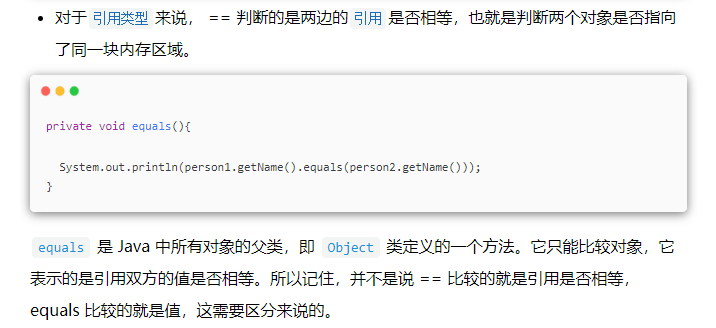 对于 引用类型 来说， == 判断的是两边的 引用 是否相等，也就是判断两个对象是否指向
了同一块内存区域。
private void equals(){
System.out.println(person1.getName().equals(person2.getName()));
}
equals 是 Java 中所有对象的父类，即 Object 类定义的一个方法。它只能比较对象，它
表示的是引用双方的值是否相等。所以记住，并不是说 == 比较的就是引用是否相等，
equals 比较的就是值，这需要区分来说的。